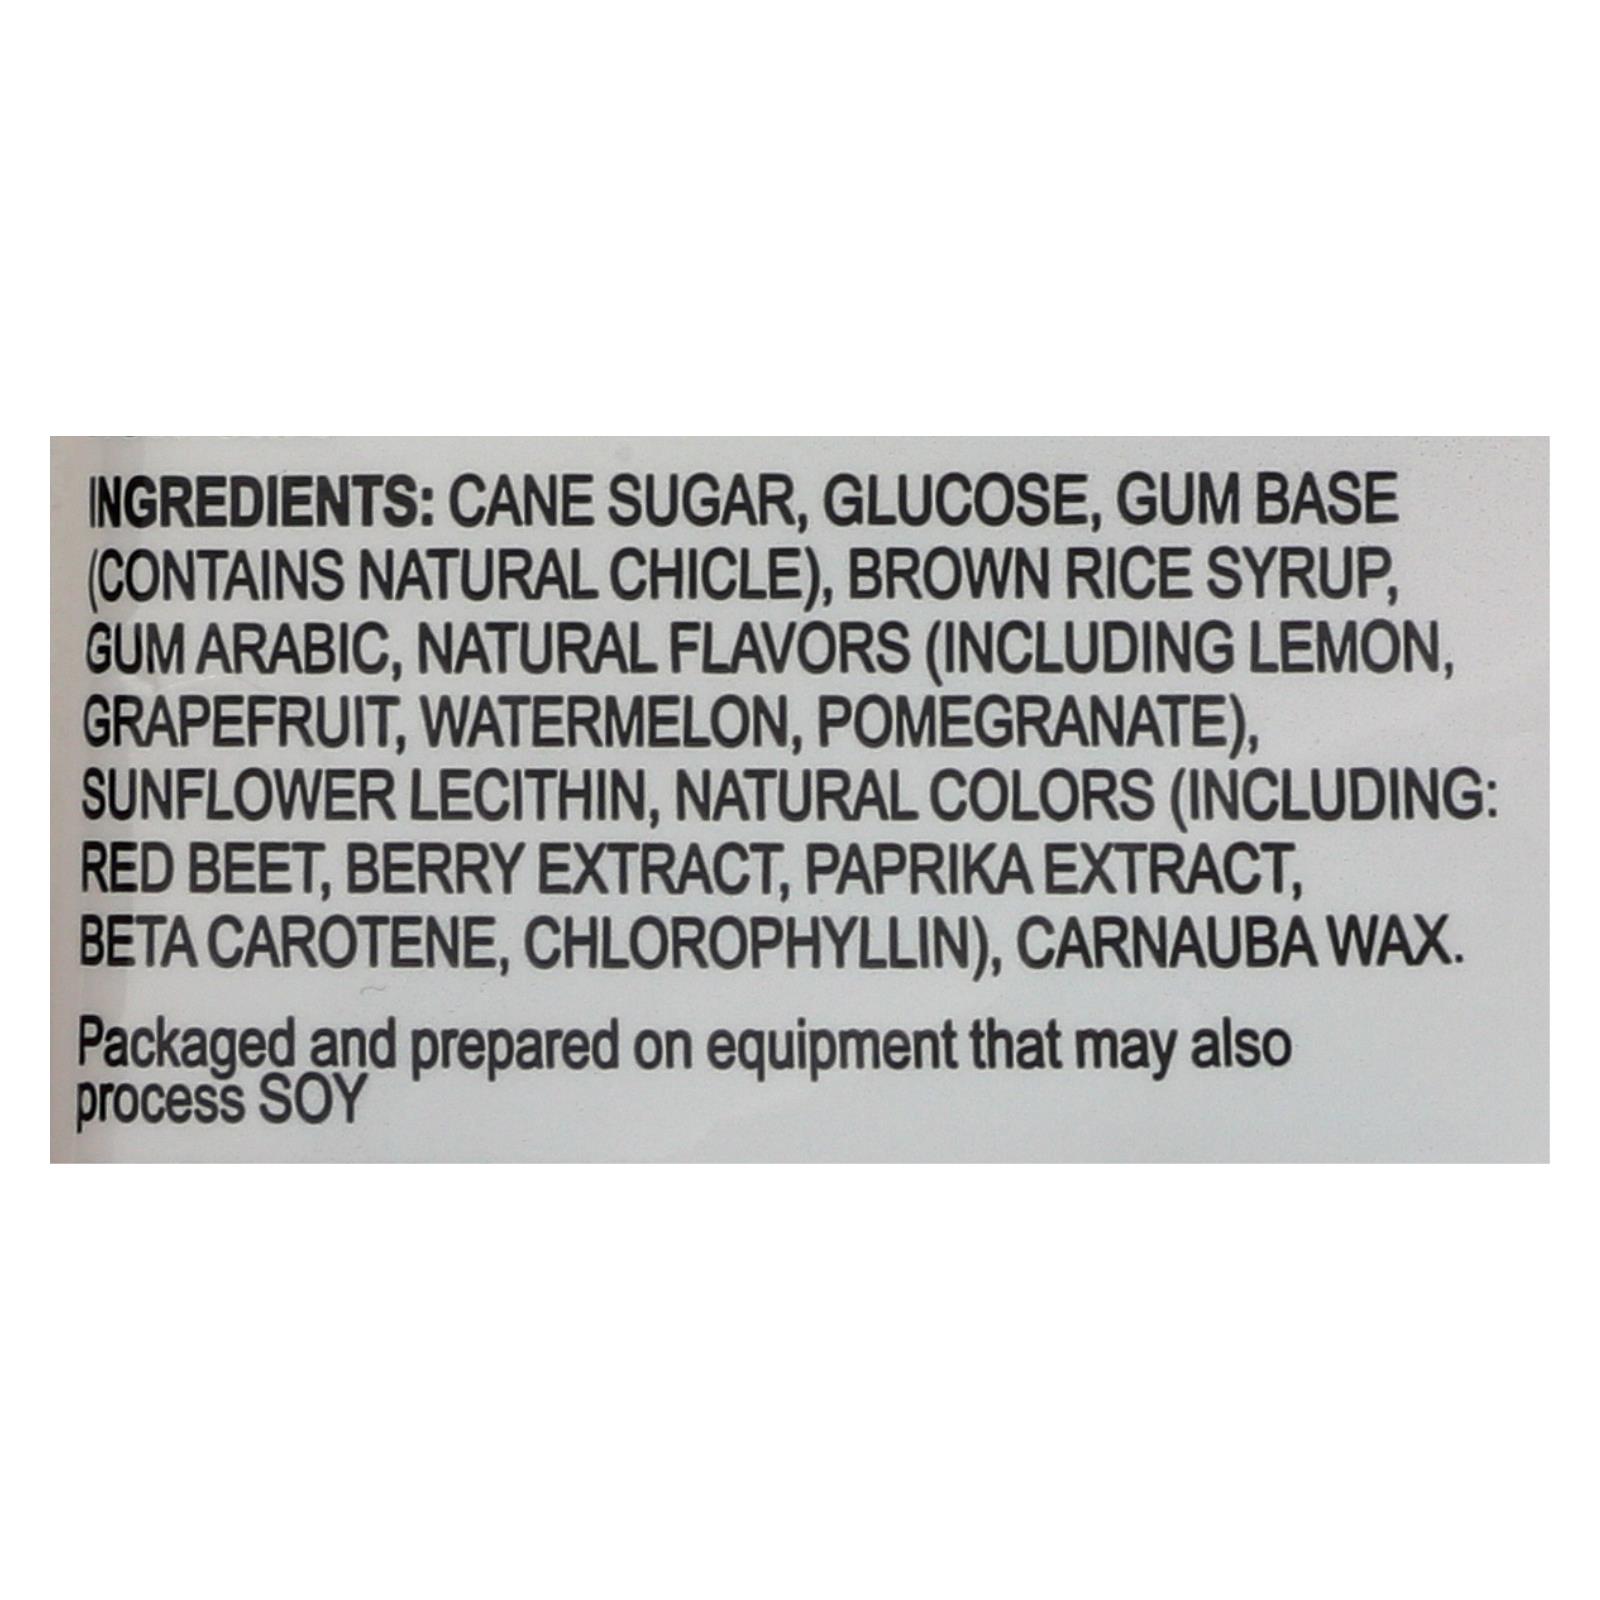 INGREDIENTS: CANE SUGAR, GLUCOSE, GUM BASE
(CONTAINS NATURAL CHICLE), BROWN RICE SYRUP,
GUM ARABIC, NATURAL FLAVORS (INCLUDING LEMON,
GRAPEFRUIT, WATERMELON, POMEGRANATE),
SUNFLOWER LECITHIN, NATURAL COLORS (INCLUDING:
RED BEET, BERRY EXTRACT, PAPRIKA EXTRACT,
BETA CAROTENE, CHLOROPHYLLIN), CARNAUBA WAX.
Packaged and prepared on equipment that may also
process SOY